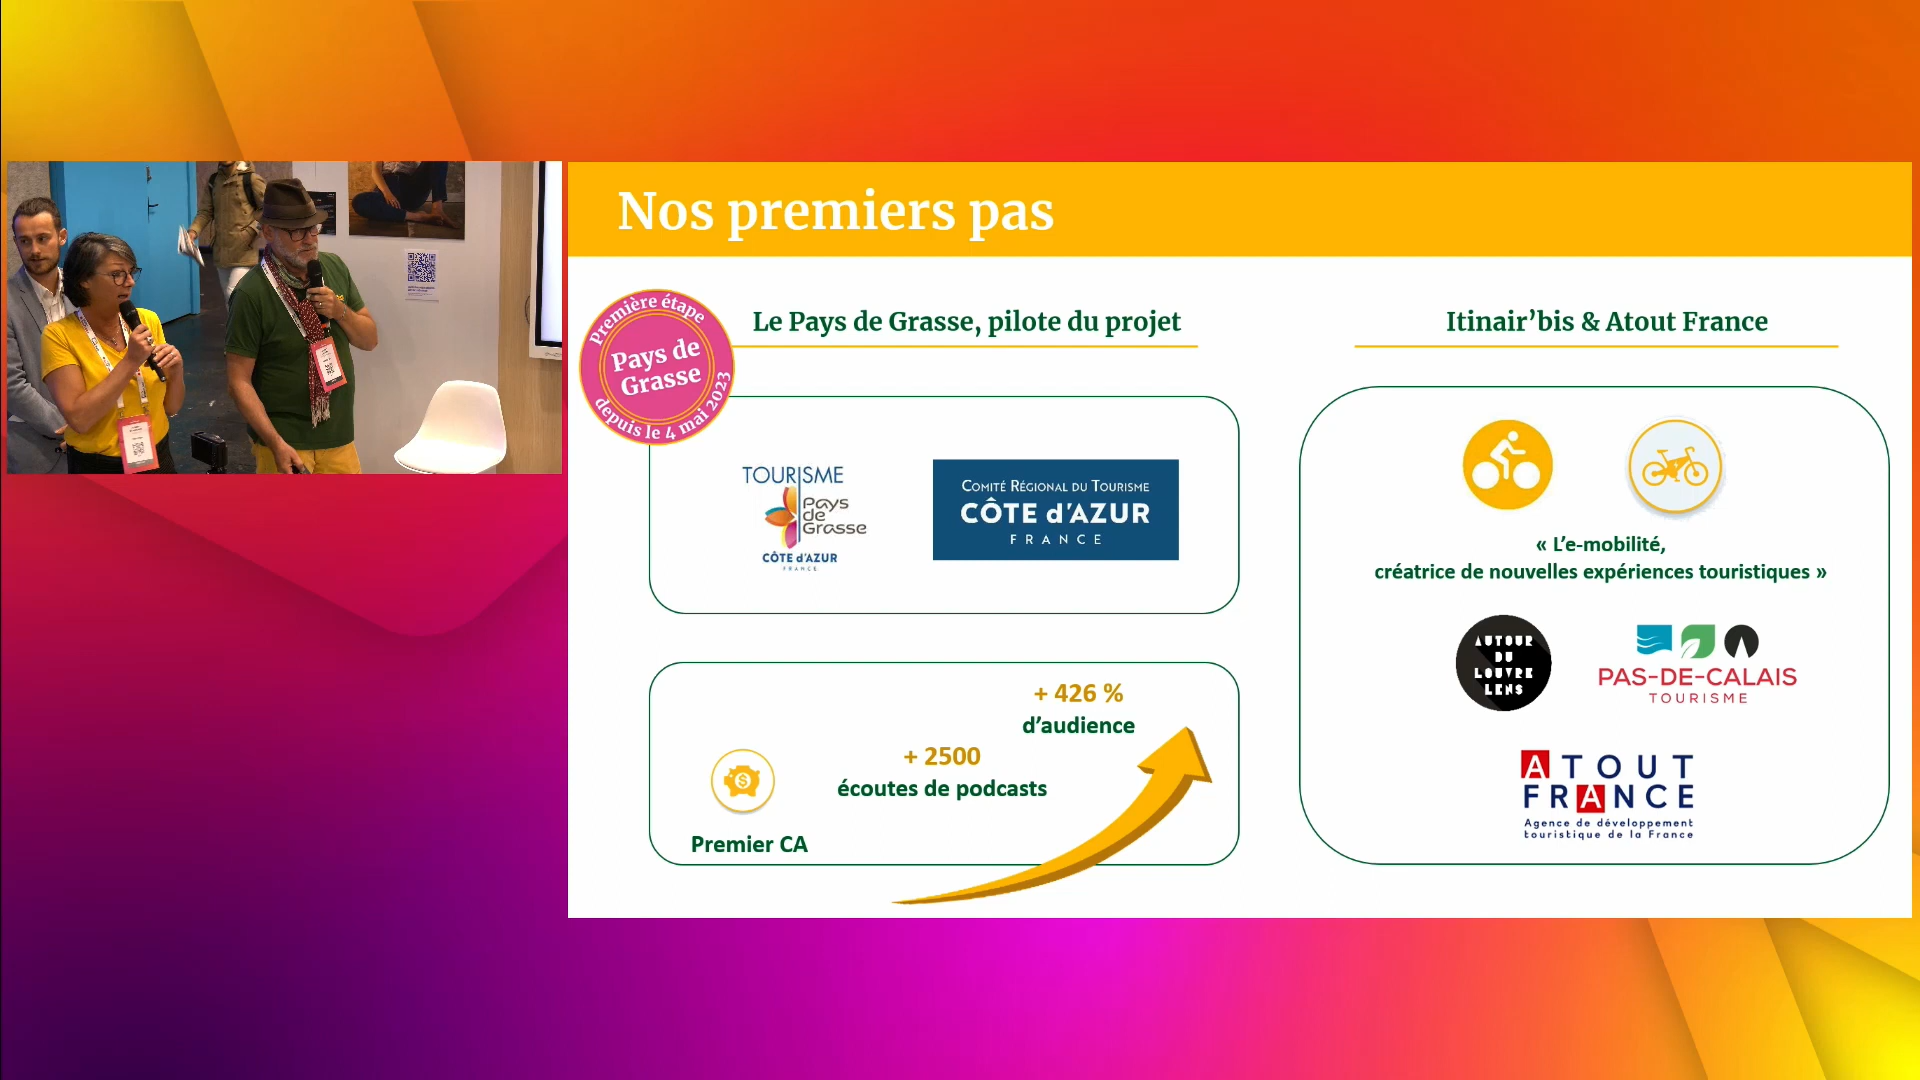 Nos premiers pas
Première étape
Pays de
Grasse
depuis le 4 mai 2023
Le Pays de Grasse, pilote du projet
TOURISME
Pays
de
Grasse
CÔTE d'AZUR
FRANCE
COMITÉ RÉGIONAL DU TOURISME
CÔTE d'AZUR
FRANCE
+ 426 %
d'audience
+ 2500
écoutes de podcasts
Premier CA
Itinair'bis & Atout France
« L'e-mobilité,
créatrice de nouvelles expériences touristiques »
AUTOUR
DU
LOUVRE
LENS
PAS-DE-CALAIS
TOURISME
ATOUT
FRANCE
Agence de développement
touristique de la France